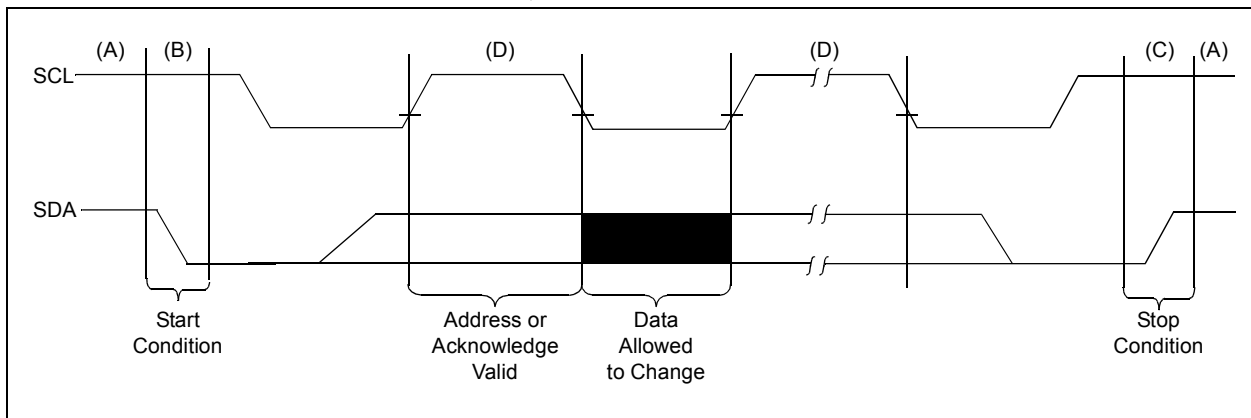 (A) (B) (D) (D) (C) (A)
SCL
SDA
Start
Condition
Address or
Acknowledge
Valid
Data
Allowed
to Change
Stop
Condition